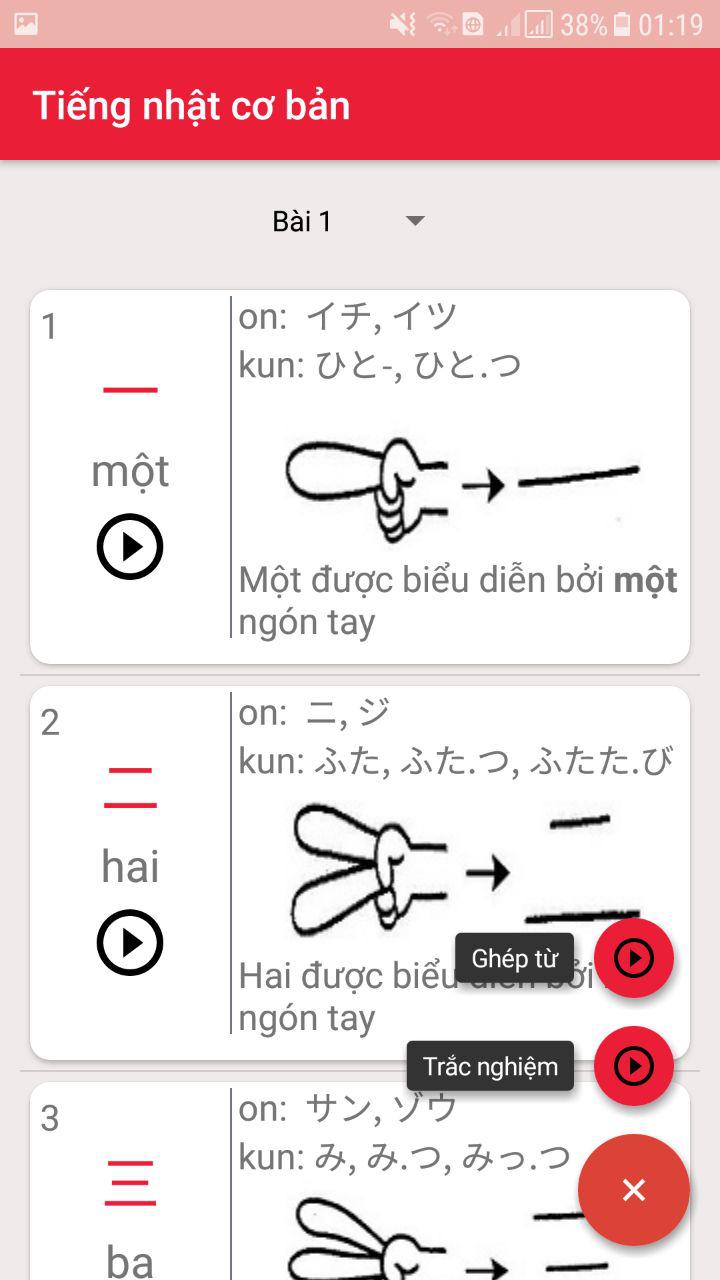 38% 01:19
Tiếng nhật cơ bản
Bài 1
1
一
một
on: イチ, イツ
kun: ひと-, ひと.つ
Một được biểu diễn bởi một
ngón tay
2
二
hai
on: ニ, ジ
kun: ふた, ふた.つ, ふたた.び
Hai được biểu diễn bởi
ngón tay
Ghép từ
Trắc nghiệm
3
三
ba
on: サン, ゾウ
kun: み, み.つ, みっ.つ